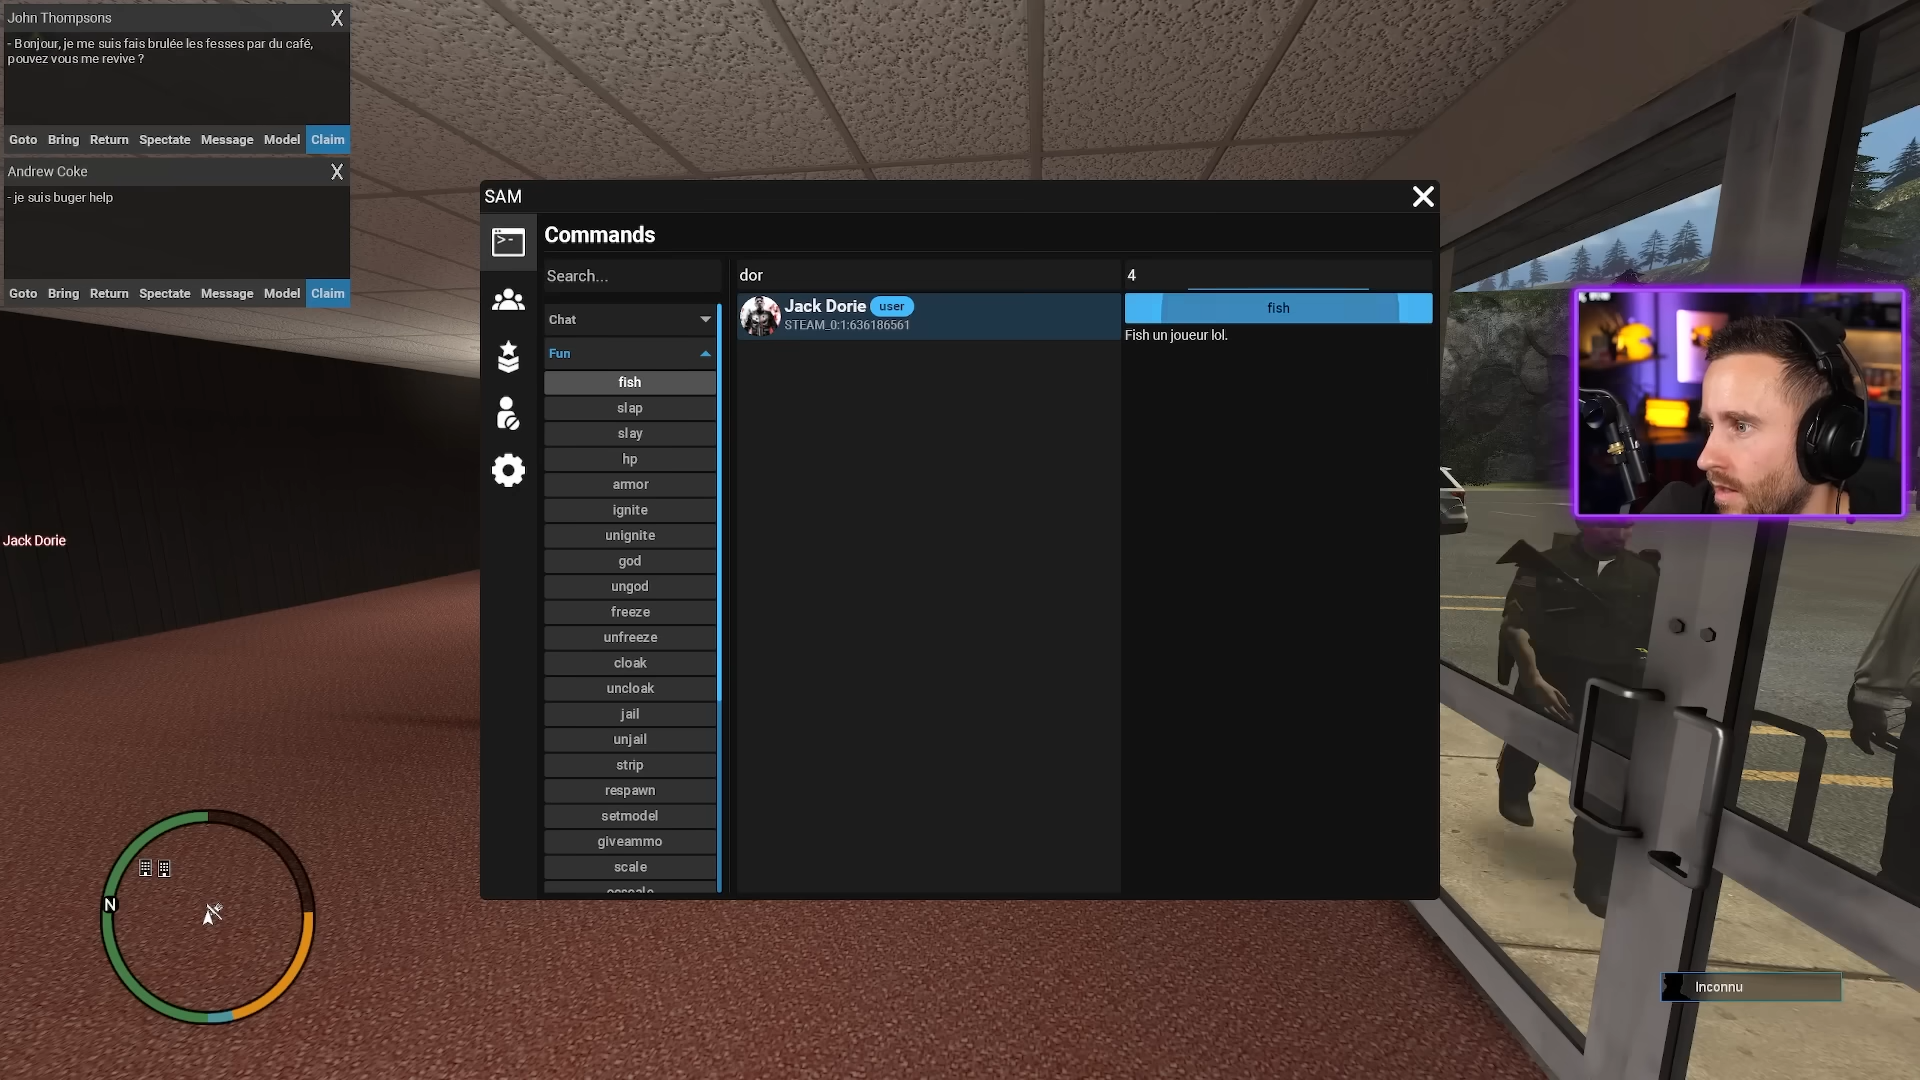 John Thompsons
X
- Bonjour, je me suis fais brulée les fesses par du café,
pouvez vous me revive ?
Goto Bring Return Spectate Message Model Claim
Andrew Coke
X
- je suis buger help
Goto Bring Return Spectate Message Model Claim
SAM
Commands
Search...
dor
4
Chat
Fun
fish
slap
slay
hp
armor
ignite
unignite
god
ungod
freeze
unfreeze
cloak
uncloak
jail
unjail
strip
respawn
setmodel
giveammo
scale
Jack Dorie user
STEAM_0:1:636186561
fish
Fish un joueur lol.
Jack Dorie
N
Inconnu